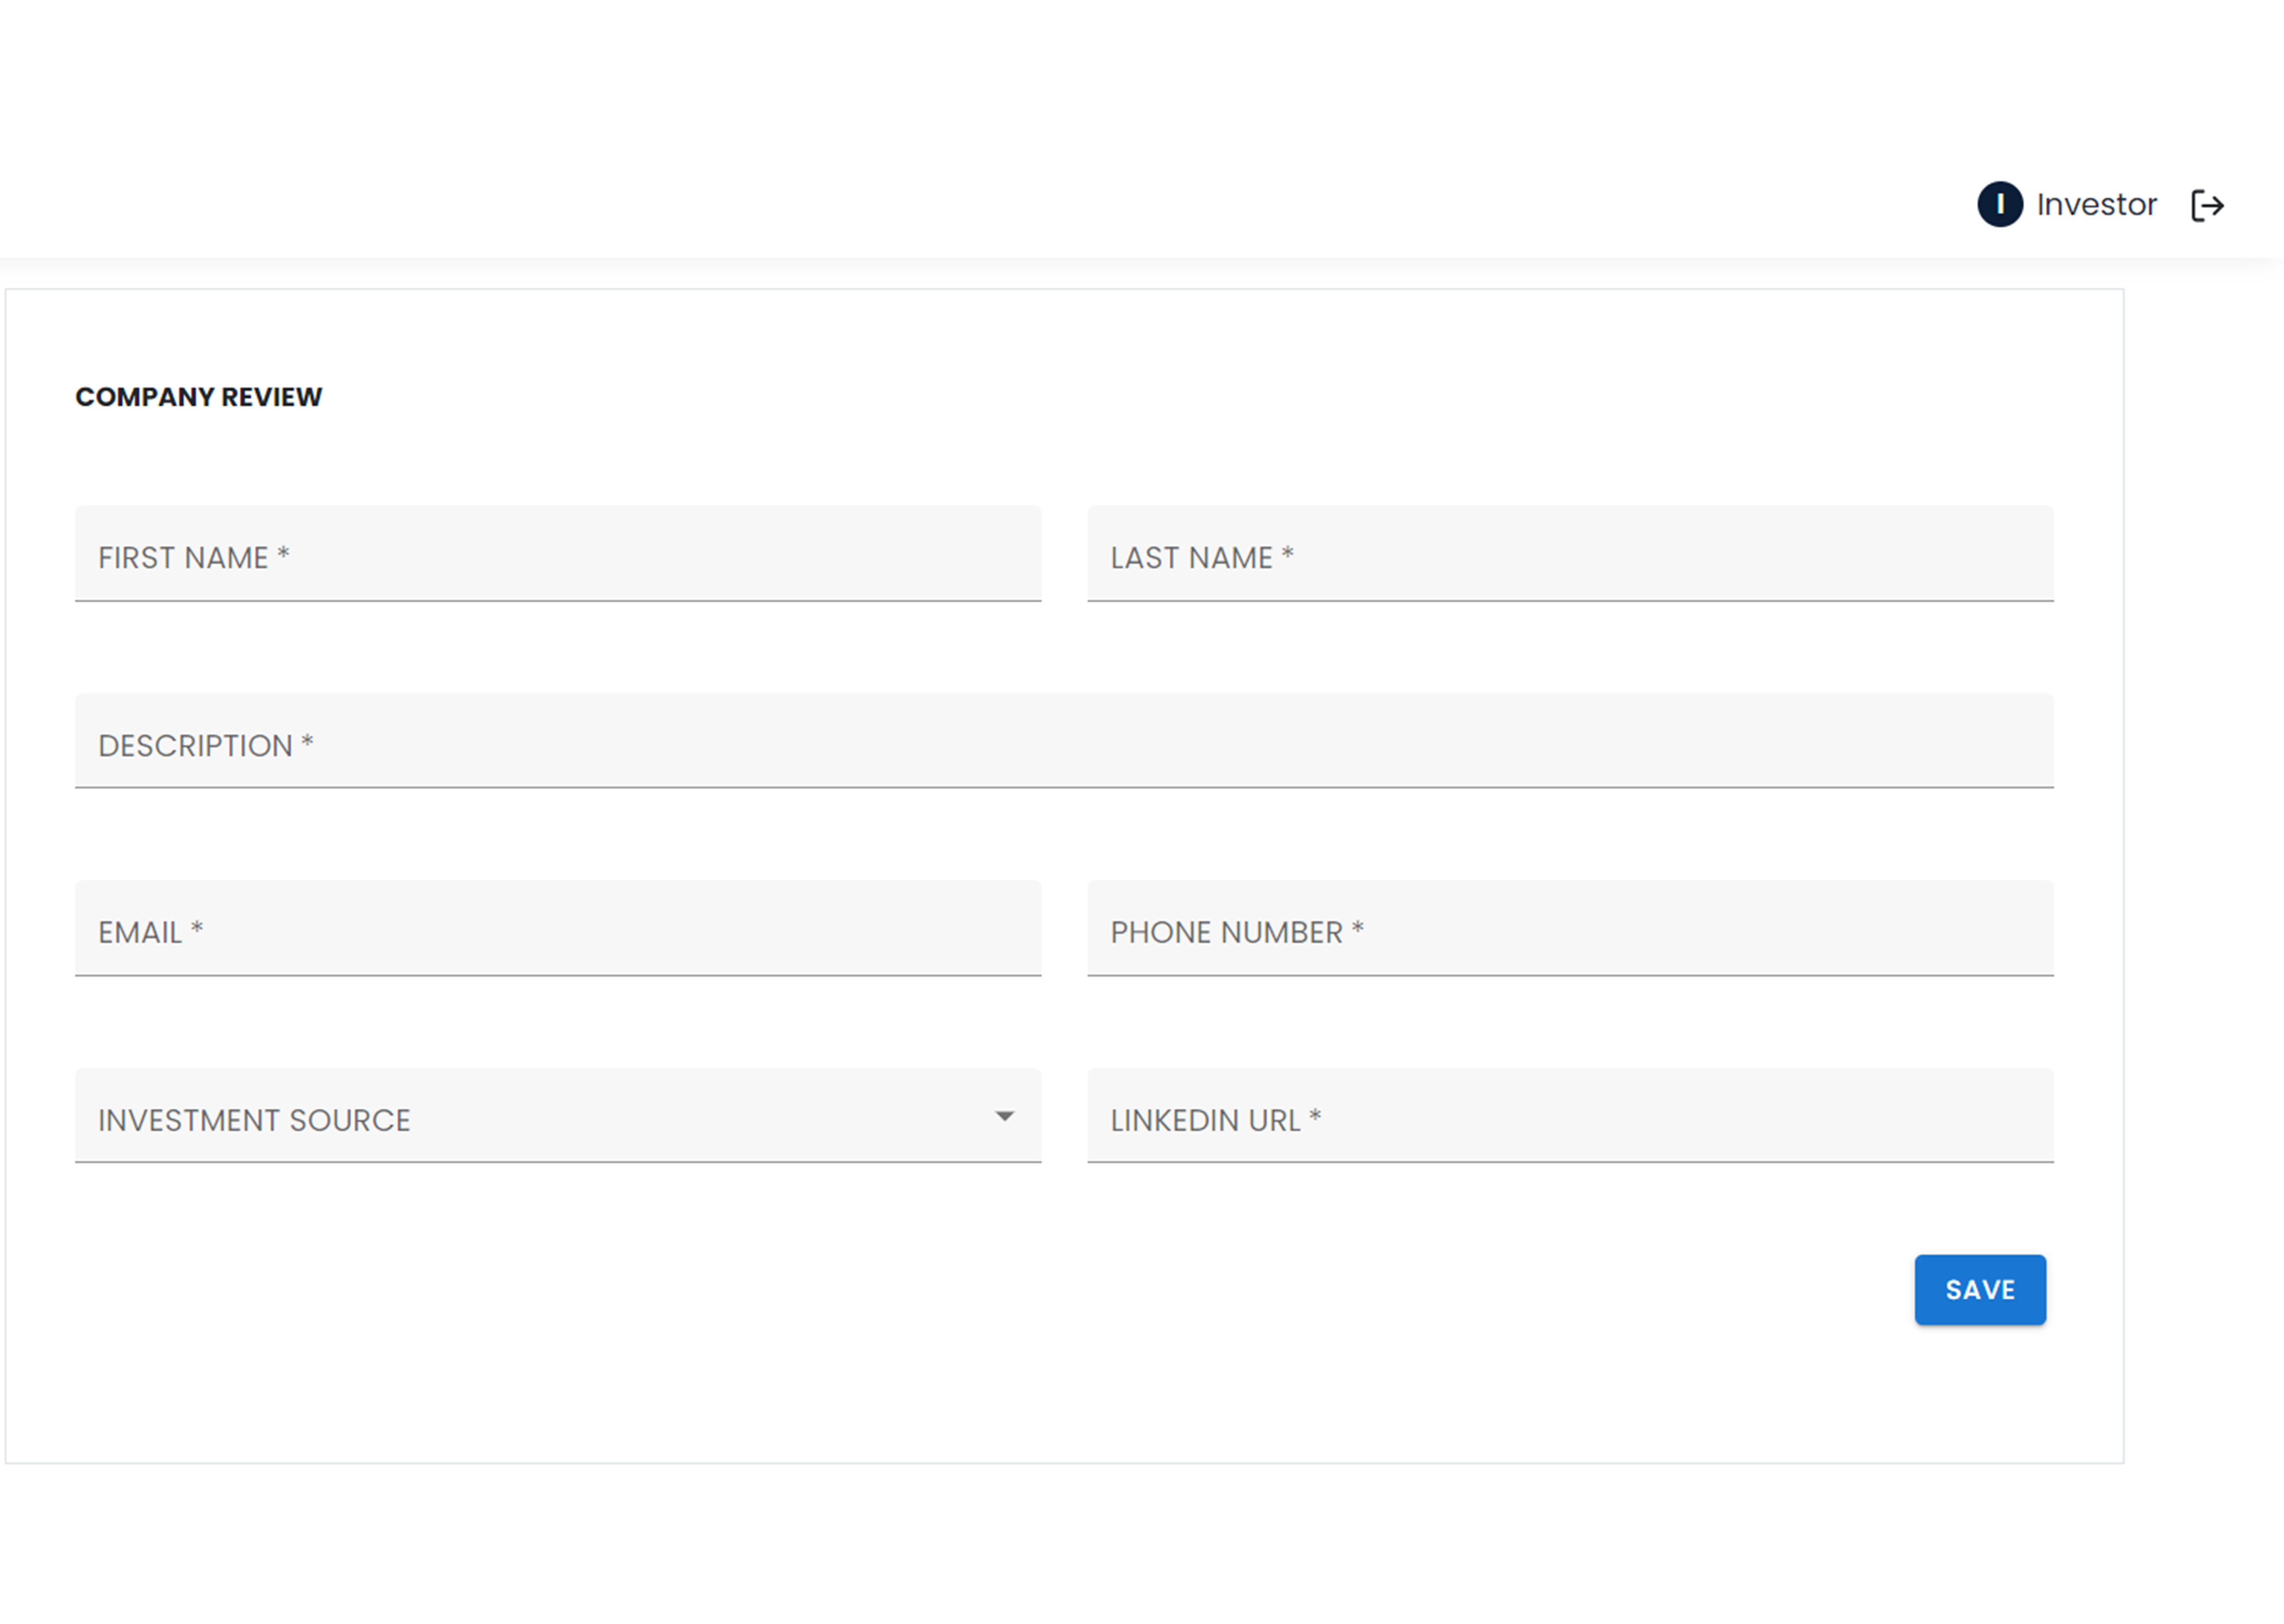 I Investor
COMPANY REVIEW
FIRST NAME * LAST NAME *
DESCRIPTION *
EMAIL * PHONE NUMBER *
INVESTMENT SOURCE LINKEDIN URL *
SAVE